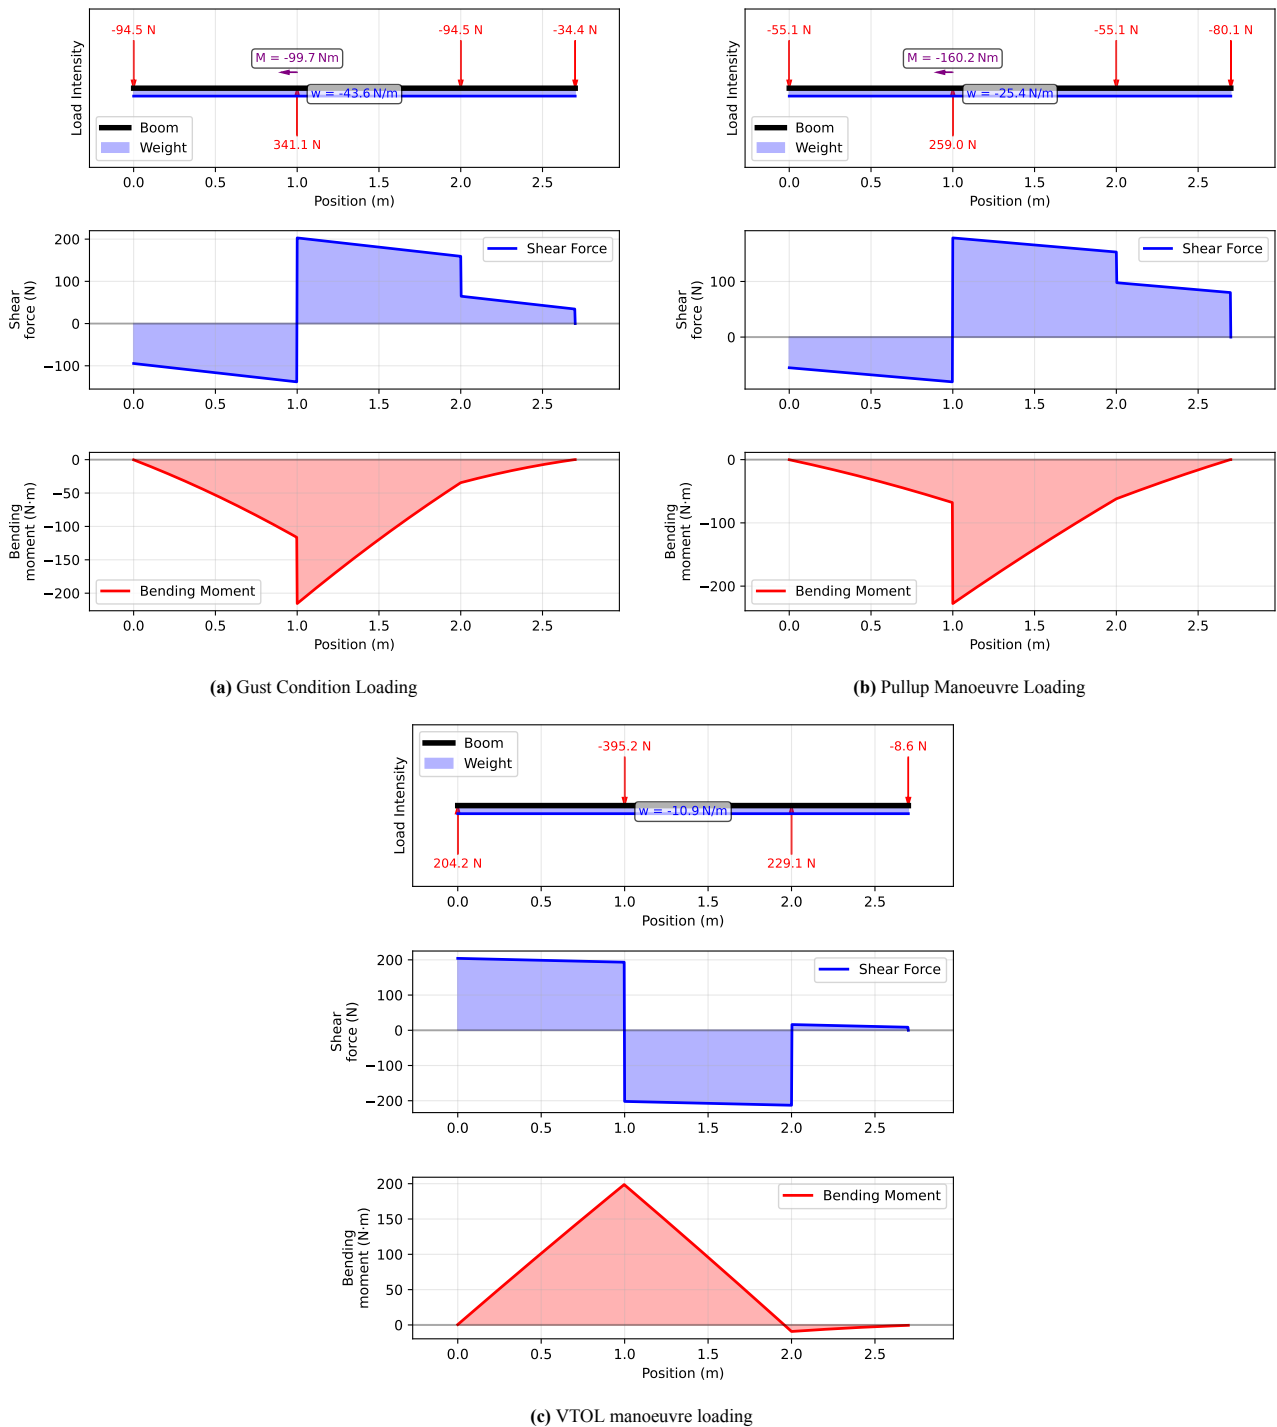 -94.5 N
-94.5 N
-34.4 N
M = -99.7 Nm
w = -43.6 N/m
341.1 N
Load Intensity
Boom
Weight
0.0 0.5 1.0 1.5 2.0 2.5
Position (m)
Shear
force (N)
200
100
0
−100
Shear Force
0.0 0.5 1.0 1.5 2.0 2.5
Bending
moment (N·m)
0
−50
−100
−150
−200
Bending Moment
0.0 0.5 1.0 1.5 2.0 2.5
Position (m)
(a) Gust Condition Loading
-55.1 N
-55.1 N
-80.1 N
M = -160.2 Nm
w = -25.4 N/m
259.0 N
Load Intensity
Boom
Weight
0.0 0.5 1.0 1.5 2.0 2.5
Position (m)
Shear
force (N)
100
0
Shear Force
0.0 0.5 1.0 1.5 2.0 2.5
Bending
moment (N·m)
0
−100
−200
Bending Moment
0.0 0.5 1.0 1.5 2.0 2.5
Position (m)
(b) Pullup Manoeuvre Loading
Boom
Weight
-395.2 N
-8.6 N
w = -10.9 N/m
204.2 N
229.1 N
Load Intensity
0.0 0.5 1.0 1.5 2.0 2.5
Position (m)
Shear
force (N)
200
100
0
−100
−200
Shear Force
0.0 0.5 1.0 1.5 2.0 2.5
Bending
moment (N·m)
200
150
100
50
0
Bending Moment
0.0 0.5 1.0 1.5 2.0 2.5
Position (m)
(c) VTOL manoeuvre loading